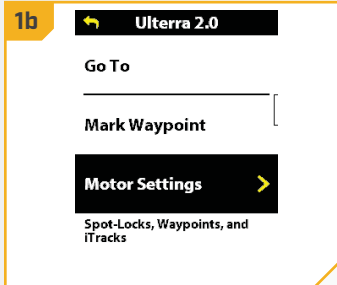 1b
Ulterra 2.0
Go To
Mark Waypoint
Motor Settings
Spot-Locks, Waypoints, and
iTracks